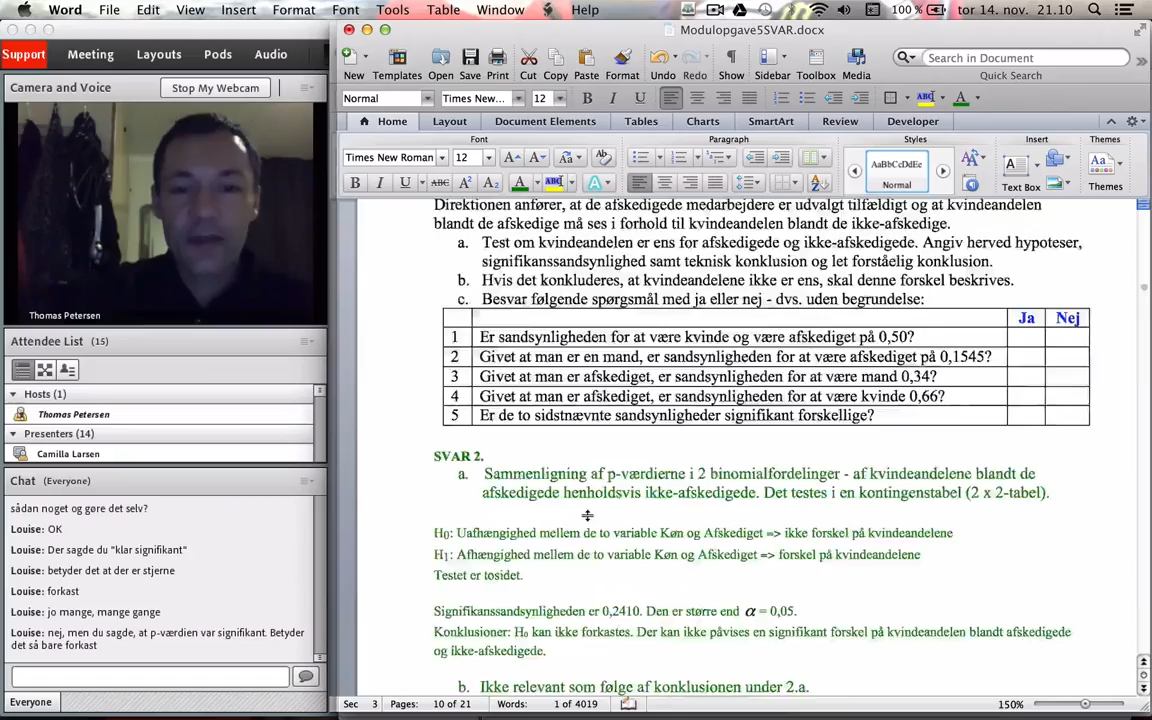 Word File Edit View Insert Format Font Tools Table Window Help 100 % tor 14. nov. 21.10
Support Meeting Layouts Pods Audio
Modulopgave5SVAR.docx
Camera and Voice Stop My Webcam
New Templates Open Save Print Cut Copy Paste Format Undo Redo Show Sidebar Toolbox Media
Search in Document
Quick Search
Normal Times New... 12
Home Layout Document Elements Tables Charts SmartArt Review Developer
Font Paragraph Styles Insert Themes
Times New Roman 12
AaBbCcDdEe
Normal
Text Box
Themes
Thomas Petersen
Attendee List (15)
Hosts (1)
Thomas Petersen
Presenters (14)
Camilla Larsen
Chat (Everyone)
sådan noget og gøre det selv?
Louise: OK
Louise: Der sagde du "klar signifikant"
Louise: betyder det at der er stjerne
Louise: forkast
Louise: jo mange, mange gange
Louise: nej, men du sagde, at p-værdien var signifikant. Betyder
det så bare forkast
Everyone
Direktionen anfører, at de afskedigede medarbejdere er udvalgt tilfældigt og at kvindeandelen
blandt de afskedige må ses i forhold til kvindeandelen blandt de ikke-afskedige.
a. Test om kvindeandelen er ens for afskedigede og ikke-afskedigede. Angiv herved hypoteser,
signifikanssandsynlighed samt teknisk konklusion og let forståelig konklusion.
b. Hvis det konkluderes, at kvindeandelene ikke er ens, skal denne forskel beskrives.
c. Besvar følgende spørgsmål med ja eller nej - dvs. uden begrundelse:
Ja Nej
1 Er sandsynligheden for at være kvinde og være afskediget på 0,50?
2 Givet at man er en mand, er sandsynligheden for at være afskediget på 0,1545?
3 Givet at man er afskediget, er sandsynligheden for at være mand 0,34?
4 Givet at man er afskediget, er sandsynligheden for at være kvinde 0,66?
5 Er de to sidstnævnte sandsynligheder signifikant forskellige?
SVAR 2.
a. Sammenligning af p-værdierne i 2 binomialfordelinger - af kvindeandelene blandt de
afskedigede henholdsvis ikke-afskedigede. Det testes i en kontingenstabel (2 x 2-tabel).
H0: Uafhængighed mellem de to variable Køn og Afskediget => ikke forskel på kvindeandelene
H1: Afhængighed mellem de to variable Køn og Afskediget => forskel på kvindeandelene
Testet er tosidet.
Signifikanssandsynligheden er 0,2410. Den er større end α = 0,05.
Konklusioner: H0 kan ikke forkastes. Der kan ikke påvises en signifikant forskel på kvindeandelen blandt afskedigede
og ikke-afskedigede.
b. Ikke relevant som følge af konklusionen under 2.a.
Sec 3 Pages: 10 of 21 Words: 1 of 4019 150%